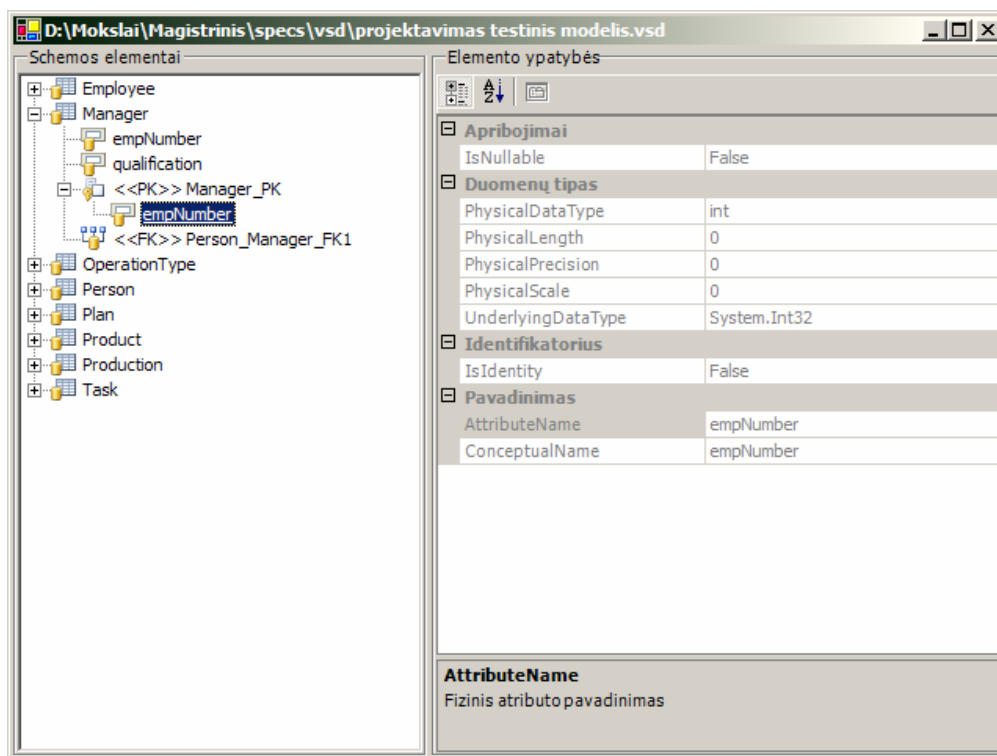 D:\Mokslai\Magistrinis\specs\vsd\projektavimas testinis modelis.vsd
Schemos elementai
Employee
Manager
empNumber
qualification
<<PK>> Manager_PK
empNumber
<<FK>> Person_Manager_FK1
OperationType
Person
Plan
Product
Production
Task
Elemento ypatybės
Apribojimai
IsNullable False
Duomenų tipas
PhysicalDataType int
PhysicalLength 0
PhysicalPrecision 0
PhysicalScale 0
UnderlyingDataType System.Int32
Identifikatorius
IsIdentity False
Pavadinimas
AttributeName empNumber
ConceptualName empNumber
AttributeName
Fizinis atributo pavadinimas